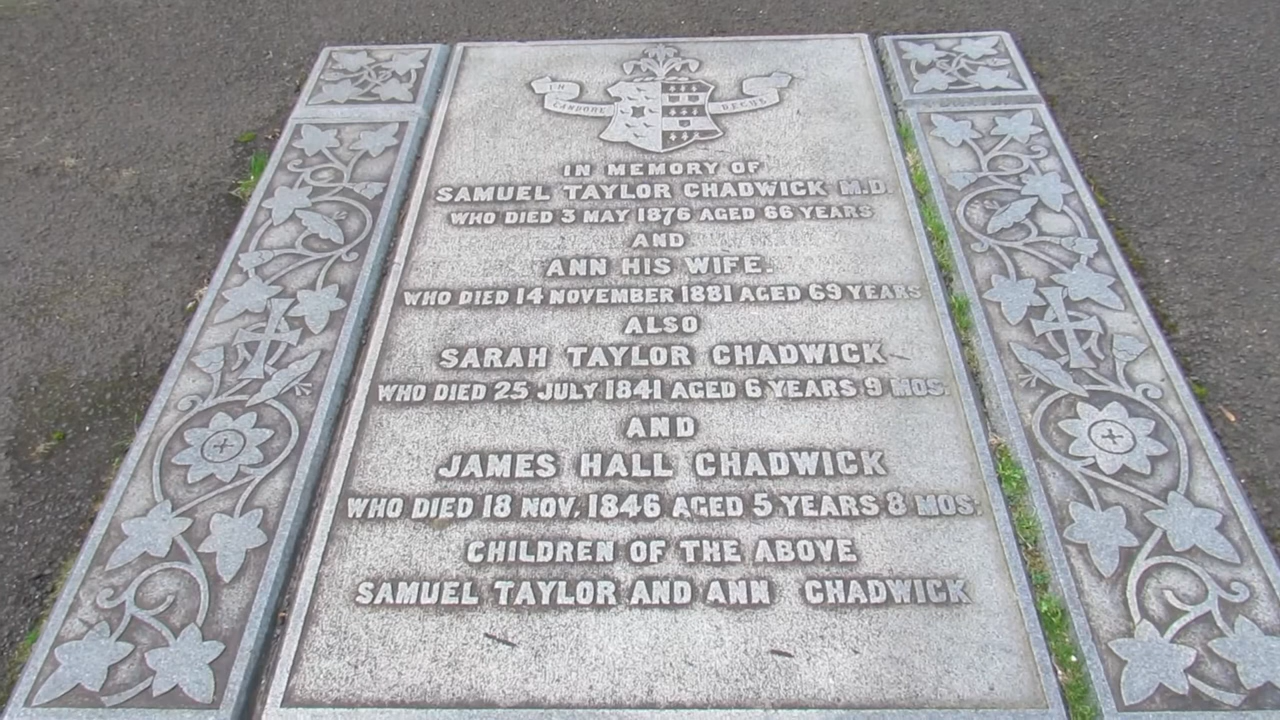 IN CANDORE DECUS
IN MEMORY OF
SAMUEL TAYLOR CHADWICK M.D.
WHO DIED 3 MAY 1876 AGED 66 YEARS
AND
ANN HIS WIFE.
WHO DIED 14 NOVEMBER 1881 AGED 69 YEARS
ALSO
SARAH TAYLOR CHADWICK
WHO DIED 25 JULY 1841 AGED 6 YEARS 9 MOS.
AND
JAMES HALL CHADWICK
WHO DIED 18 NOV. 1846 AGED 5 YEARS 8 MOS.
CHILDREN OF THE ABOVE
SAMUEL TAYLOR AND ANN CHADWICK